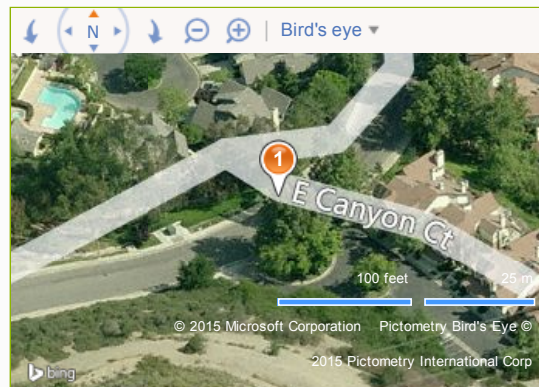 N
Bird's eye
1
E Canyon Ct
100 feet
25 m
© 2015 Microsoft Corporation Pictometry Bird's Eye ©
2015 Pictometry International Corp
bing